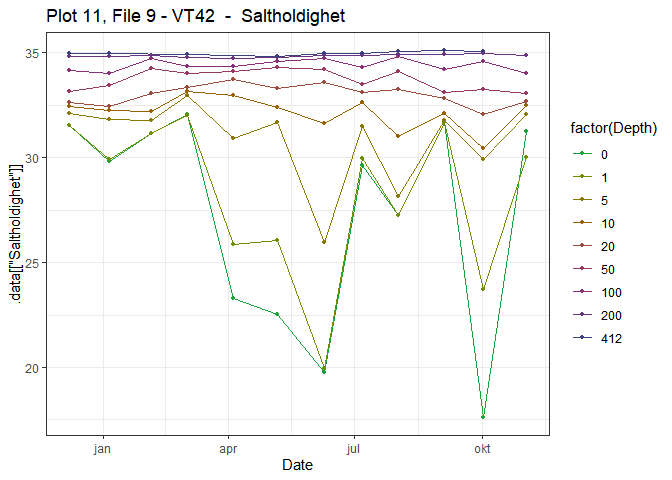 Plot 11, File 9 - VT42  -  Saltholdighet
.data[["Saltholdighet"]]
35
30
25
20
jan
apr
jul
okt
Date
factor(Depth)
0
1
5
10
20
50
100
200
412